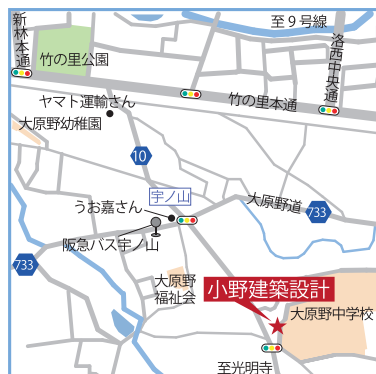 至9号線
新林本通
洛西中央通
竹の里公園
竹の里本通
ヤマト運輸さん
大原野幼稚園
10
宇ノ山
大原野道
733
うお嘉さん
阪急バス宇ノ山
733
大原野
福祉会
小野建築設計
大原野中学校
至光明寺